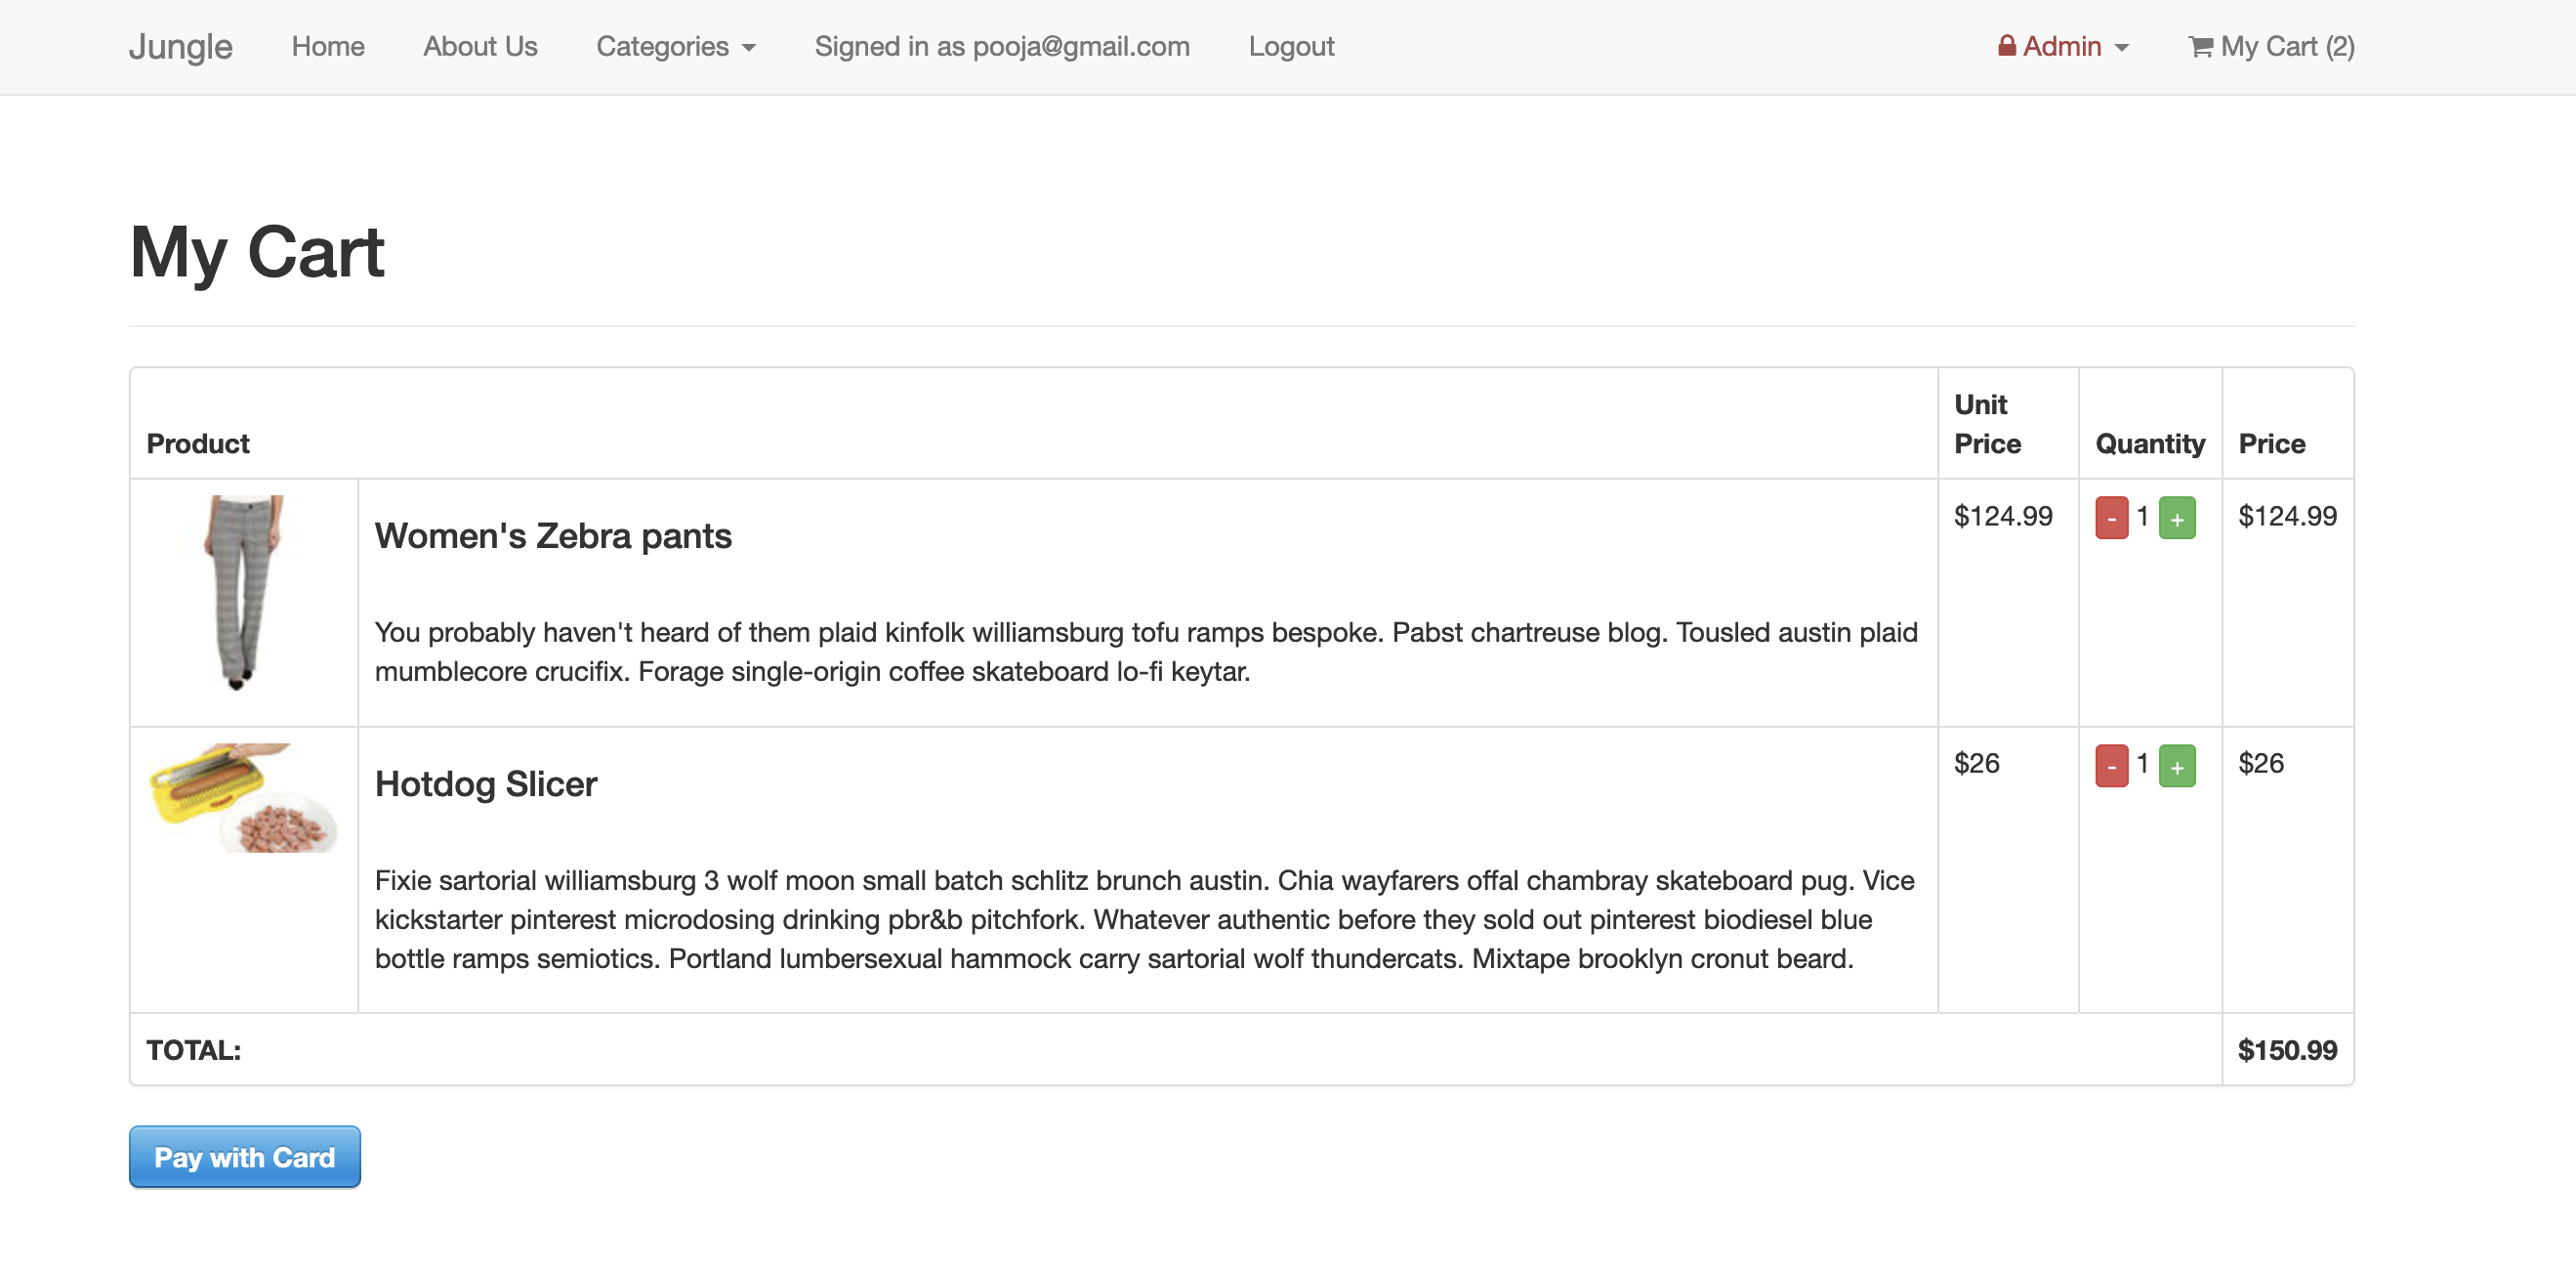 Jungle Home About Us Categories Signed in as pooja@gmail.com Logout Admin My Cart (2)
My Cart
Product Unit Price Quantity Price
Women's Zebra pants $124.99 - 1 + $124.99
You probably haven't heard of them plaid kinfolk williamsburg tofu ramps bespoke. Pabst chartreuse blog. Tousled austin plaid
mumblecore crucifix. Forage single-origin coffee skateboard lo-fi keytar.
Hotdog Slicer $26 - 1 + $26
Fixie sartorial williamsburg 3 wolf moon small batch schlitz brunch austin. Chia wayfarers offal chambray skateboard pug. Vice
kickstarter pinterest microdosing drinking pbr&b pitchfork. Whatever authentic before they sold out pinterest biodiesel blue
bottle ramps semiotics. Portland lumbersexual hammock carry sartorial wolf thundercats. Mixtape brooklyn cronut beard.
TOTAL: $150.99
Pay with Card